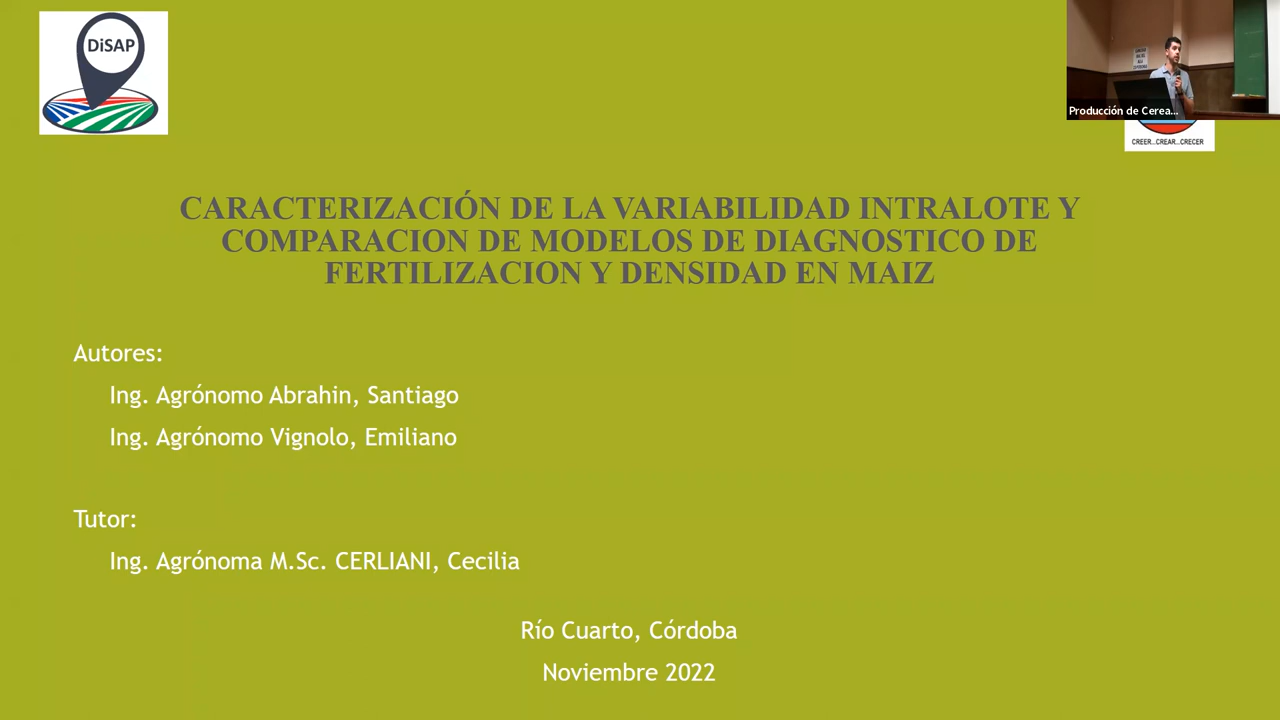 DiSAP
Producción de Cerea...
CREER...CREAR...CRECER
CARACTERIZACIÓN DE LA VARIABILIDAD INTRALOTE Y
COMPARACION DE MODELOS DE DIAGNOSTICO DE
FERTILIZACION Y DENSIDAD EN MAIZ
Autores:
Ing. Agrónomo Abrahin, Santiago
Ing. Agrónomo Vignolo, Emiliano
Tutor:
Ing. Agrónoma M.Sc. CERLIANI, Cecilia
Río Cuarto, Córdoba
Noviembre 2022